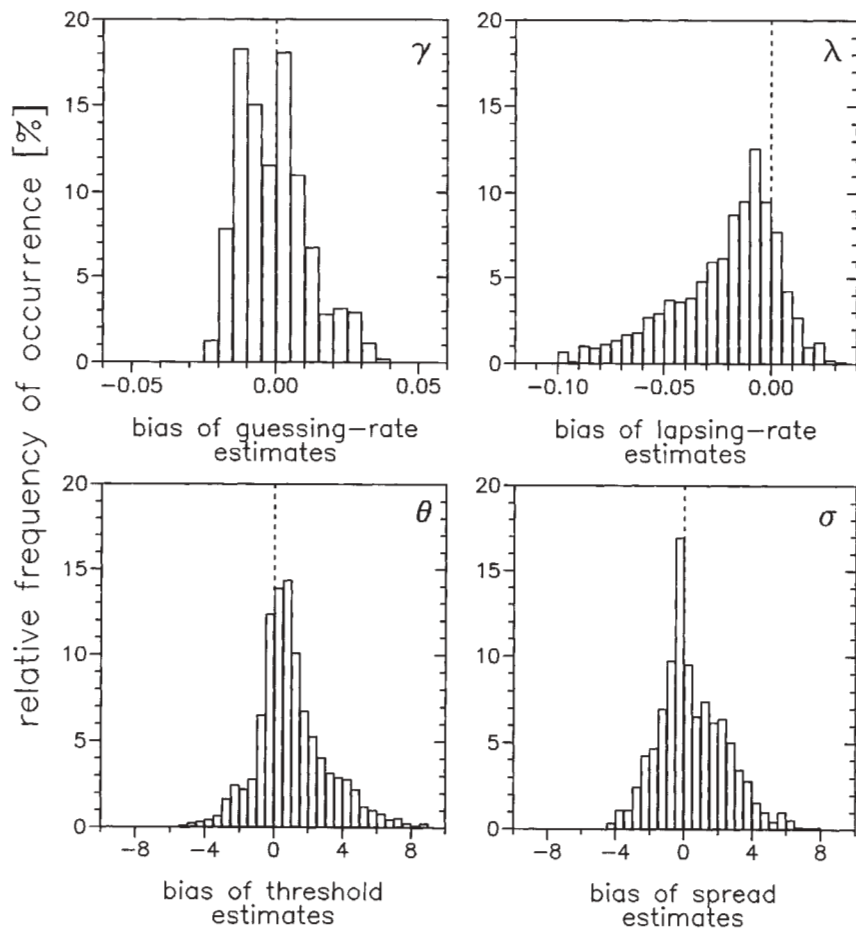 relative frequency of occurrence [%]
20
15
10
5
0
γ
-0.05
0.00
0.05
bias of guessing-rate
estimates
20
15
10
5
0
λ
-0.10
-0.05
0.00
bias of lapsing-rate
estimates
20
15
10
5
0
θ
-8
-4
0
4
8
bias of threshold
estimates
20
15
10
5
0
σ
-8
-4
0
4
8
bias of spread
estimates